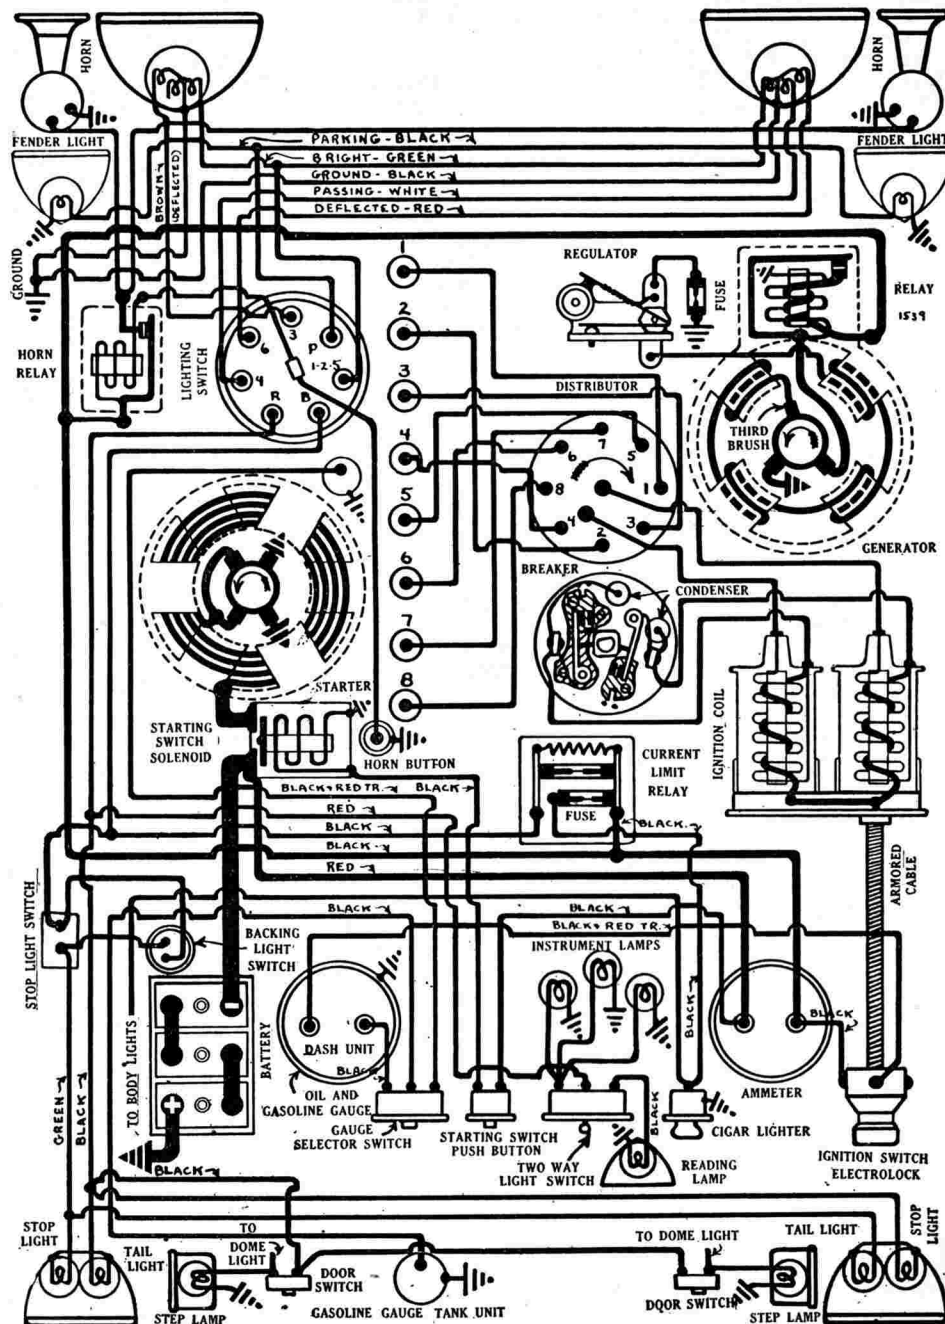 HORN
HORN
FENDER LIGHT
FENDER LIGHT
PARKING-BLACK
BRIGHT-GREEN
GROUND-BLACK
PASSING-WHITE
DEFLECTED-RED
BROWN
(DEFLECTED)
GROUND
HORN
RELAY
LIGHTING
SWITCH
3
6
P
4
1-2-5
R
B
1
2
3
4
5
6
7
8
REGULATOR
FUSE
RELAY
1539
DISTRIBUTOR
7
6
5
8
1
4
3
2
BREAKER
THIRD
BRUSH
GENERATOR
CONDENSER
STARTER
STARTING
SWITCH
SOLENOID
HORN BUTTON
CURRENT
LIMIT
RELAY
FUSE
IGNITION COIL
BLACK & RED TR.
BLACK
RED
BLACK
BLACK
BLACK
RED
ARMORED
CABLE
STOP LIGHT SWITCH
BACKING
LIGHT
SWITCH
BLACK
BLACK
BLACK & RED TR.
INSTRUMENT LAMPS
TO BODY LIGHTS
BATTERY
DASH UNIT
BLACK
OIL AND
GASOLINE GAUGE
GAUGE
SELECTOR SWITCH
STARTING SWITCH
PUSH BUTTON
TWO WAY
LIGHT SWITCH
BLACK
READING
LAMP
BLACK
CIGAR LIGHTER
AMMETER
BLACK
IGNITION SWITCH
ELECTROLOCK
GREEN
BLACK
BLACK
STOP
LIGHT
TAIL
LIGHT
STEP LAMP
TO
DOME
LIGHT
DOOR
SWITCH
GASOLINE GAUGE TANK UNIT
TO DOME LIGHT
DOOR SWITCH
STEP LAMP
TAIL LIGHT
STOP
LIGHT